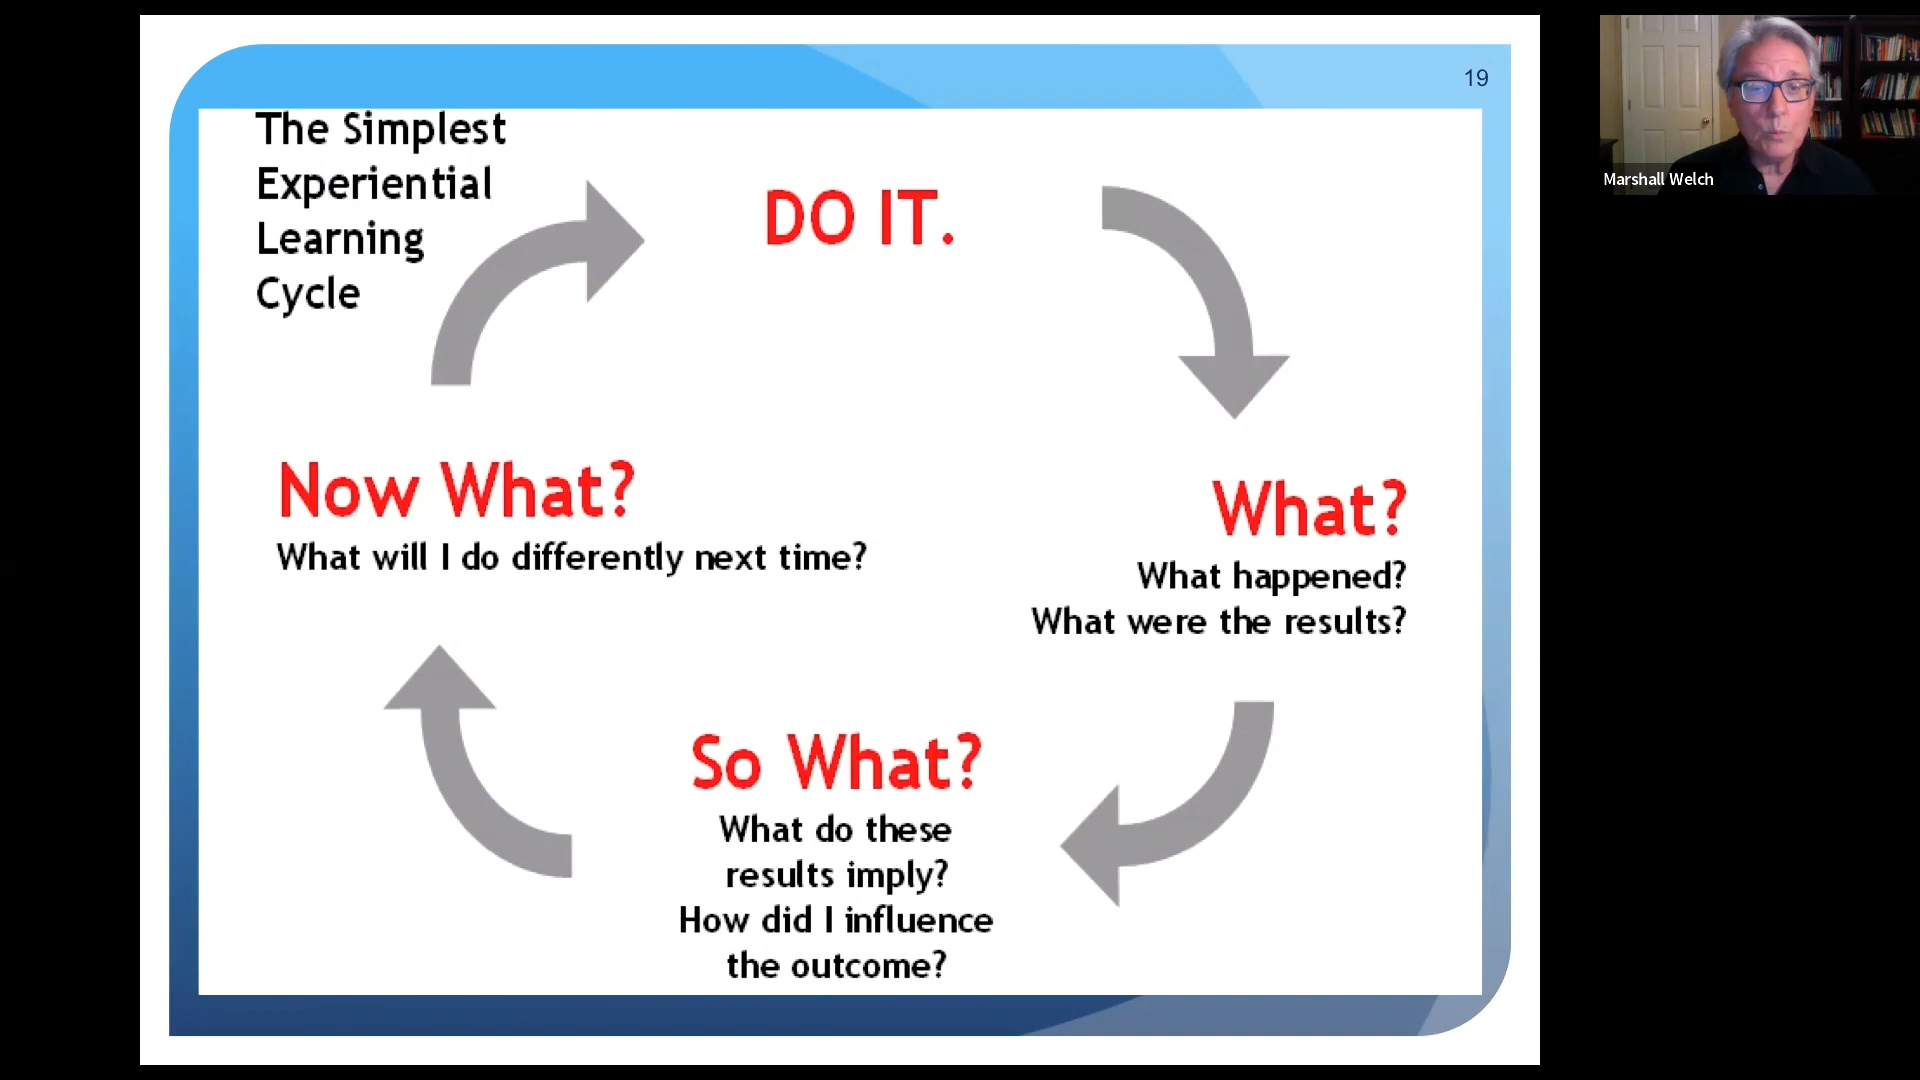 19
The Simplest
Experiential
Learning
Cycle
DO IT.
Now What?
What will I do differently next time?
What?
What happened?
What were the results?
So What?
What do these
results imply?
How did I influence
the outcome?
Marshall Welch